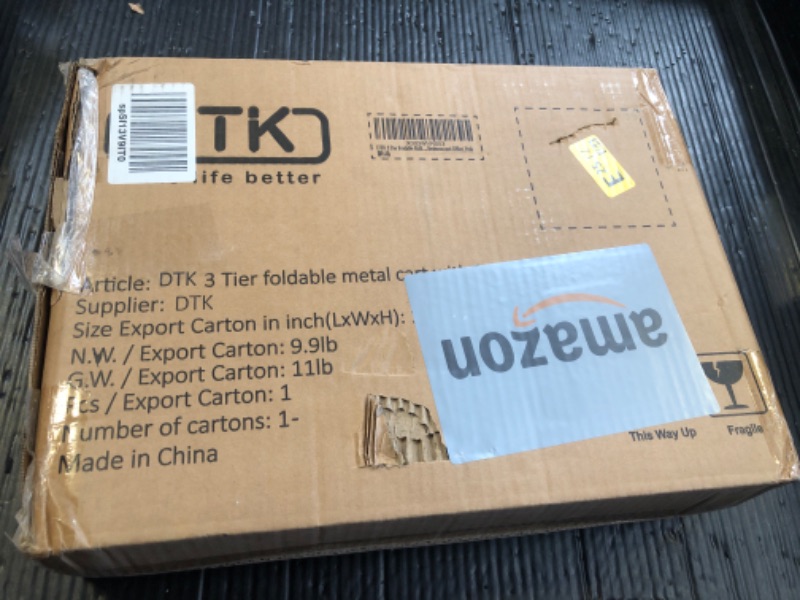 TK
life better
Article: DTK 3 Tier foldable metal cart
Supplier: DTK
Size Export Carton in inch(LxWxH):
N.W. / Export Carton: 9.9lb
G.W. / Export Carton: 11lb
Pcs / Export Carton: 1
Number of cartons: 1-
Made in China
amazon
This Way Up
Fragile